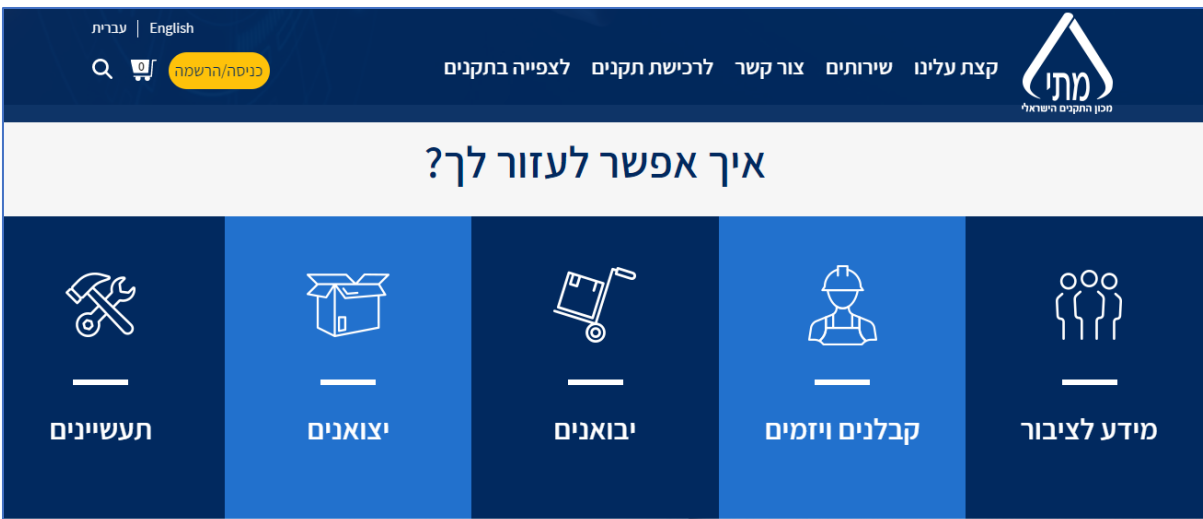 English | עברית
כניסה/הרשמה
0
קצת עלינו שירותים צור קשר לרכישת תקנים לצפייה בתקנים
מתי
מכון התקנים הישראלי
איך אפשר לעזור לך?
מידע לציבור
קבלנים ויזמים
יבואנים
יצואנים
תעשיינים